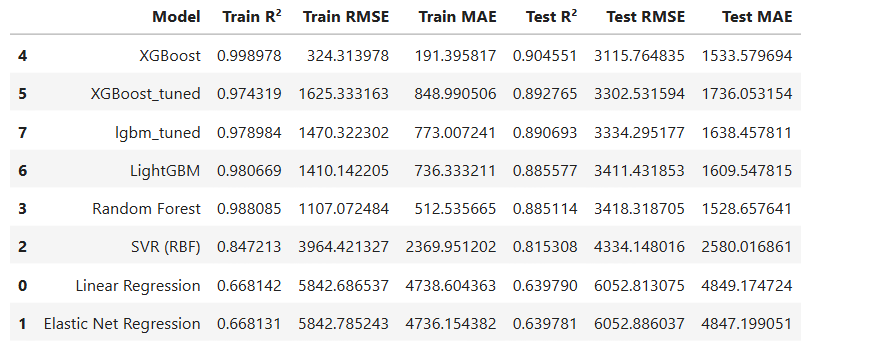 Model Train R² Train RMSE Train MAE Test R² Test RMSE Test MAE
4 XGBoost 0.998978 324.313978 191.395817 0.904551 3115.764835 1533.579694
5 XGBoost_tuned 0.974319 1625.333163 848.990506 0.892765 3302.531594 1736.053154
7 lgbm_tuned 0.978984 1470.322302 773.007241 0.890693 3334.295177 1638.457811
6 LightGBM 0.980669 1410.142205 736.333211 0.885577 3411.431853 1609.547815
3 Random Forest 0.988085 1107.072484 512.535665 0.885114 3418.318705 1528.657641
2 SVR (RBF) 0.847213 3964.421327 2369.951202 0.815308 4334.148016 2580.016861
0 Linear Regression 0.668142 5842.686537 4738.604363 0.639790 6052.813075 4849.174724
1 Elastic Net Regression 0.668131 5842.785243 4736.154382 0.639781 6052.886037 4847.199051